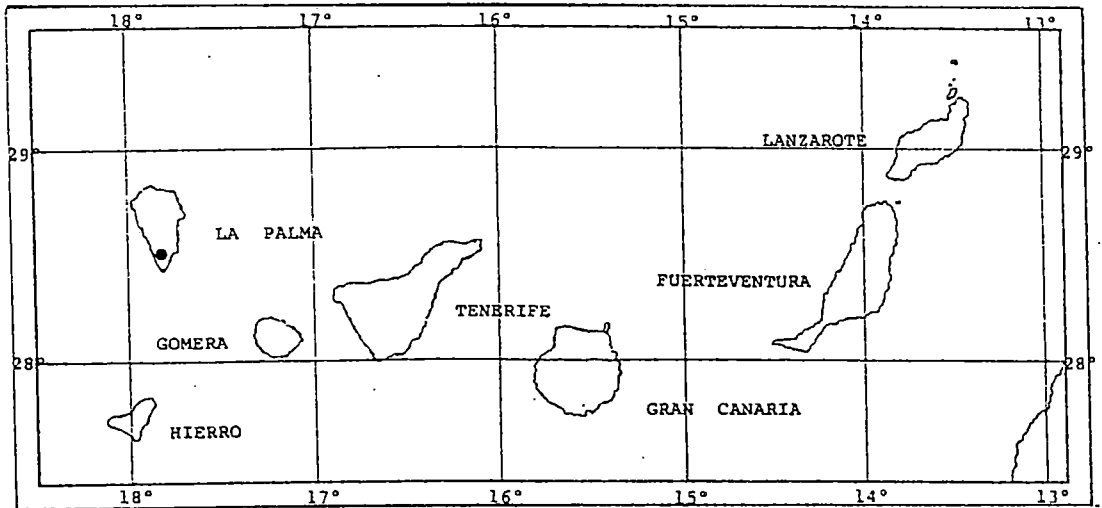 18° 17° 16° 15° 14° 13°
LANZAROTE
29° 29°
LA PALMA
FUERTEVENTURA
TENERIFE
GOMERA
28° 28°
GRAN CANARIA
HIERRO
18° 17° 16° 15° 14° 13°